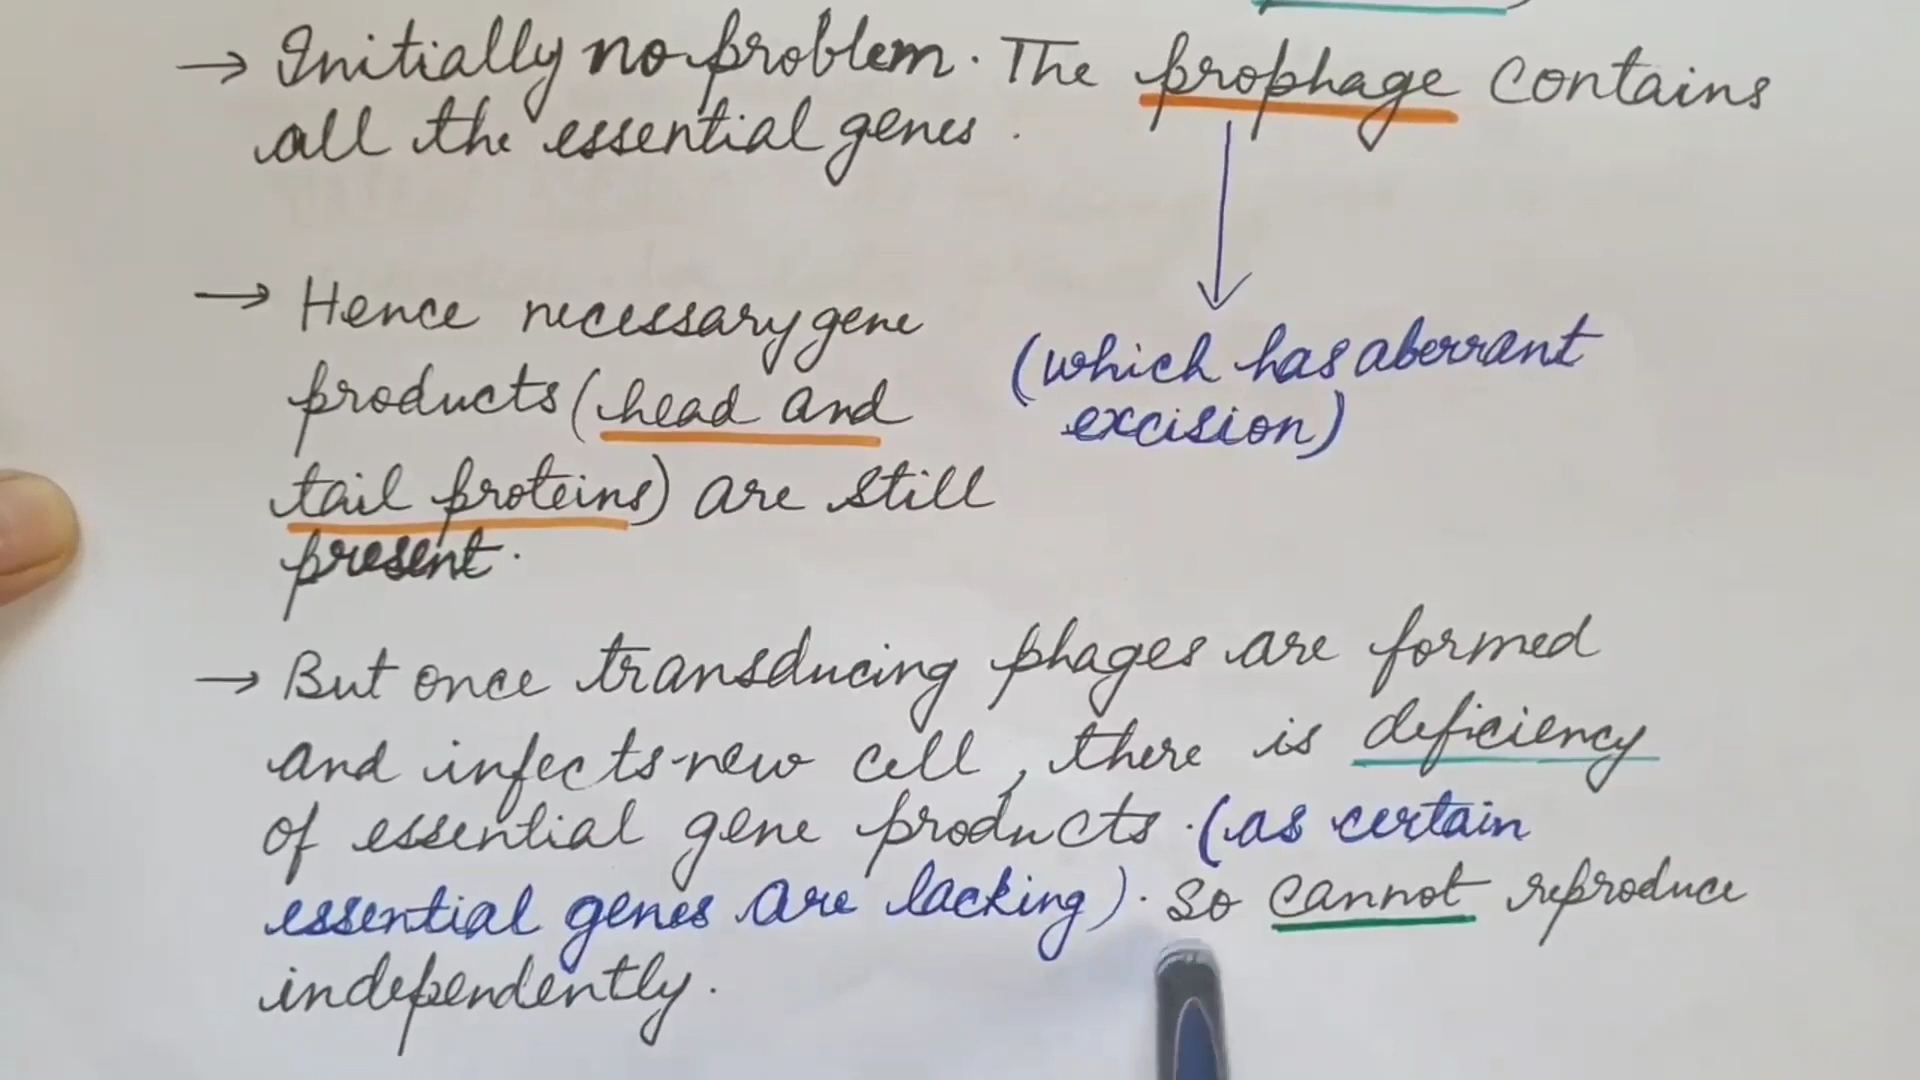 → Initially no problem. The prophage contains
all the essential genes.
→ Hence necessary gene
products (head and
tail proteins) are still
present.
(which has aberrant
excision)
→ But once transducing phages are formed
and infects new cell, there is deficiency
of essential gene products. (as certain
essential genes are lacking). So cannot reproduce
independently.